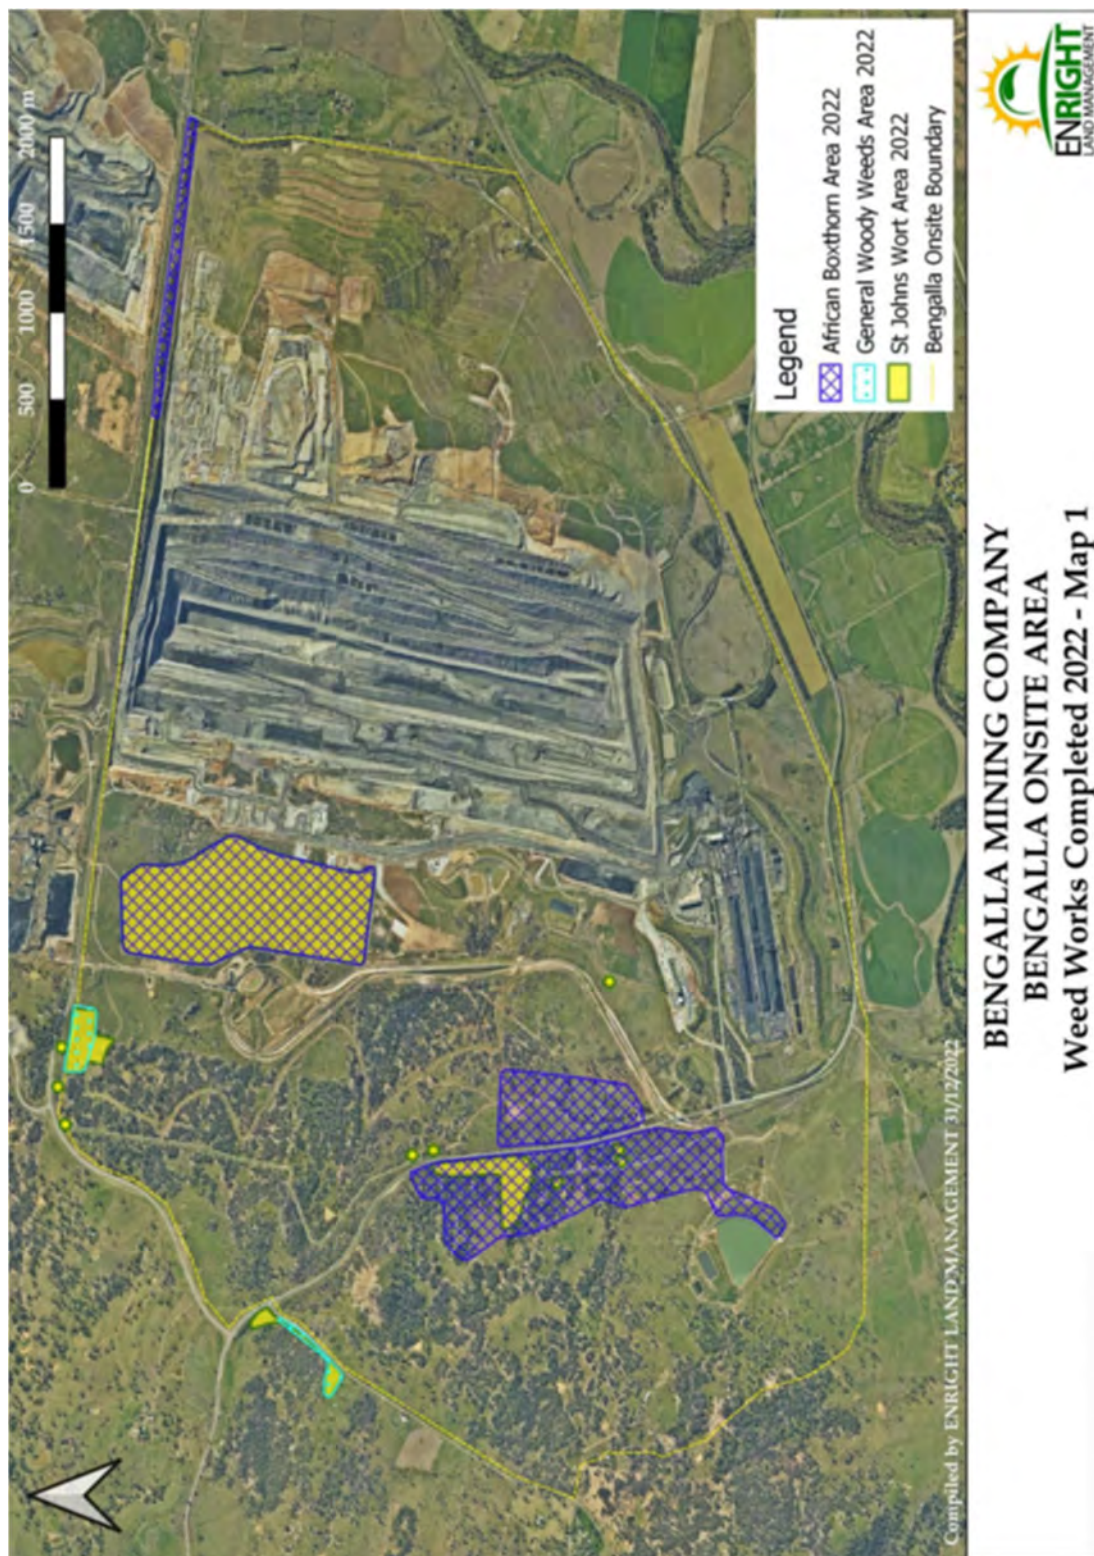 0 500 1000 1500 2000 m
Legend
African Boxthorn Area 2022
General Woody Weeds Area 2022
St Johns Wort Area 2022
Bengalla Onsite Boundary
Compiled by ENRIGHT LAND MANAGEMENT 31/12/2022
BENGALLA MINING COMPANY
BENGALLA ONSITE AREA
Weed Works Completed 2022 - Map 1
ENRIGHT
LAND MANAGEMENT